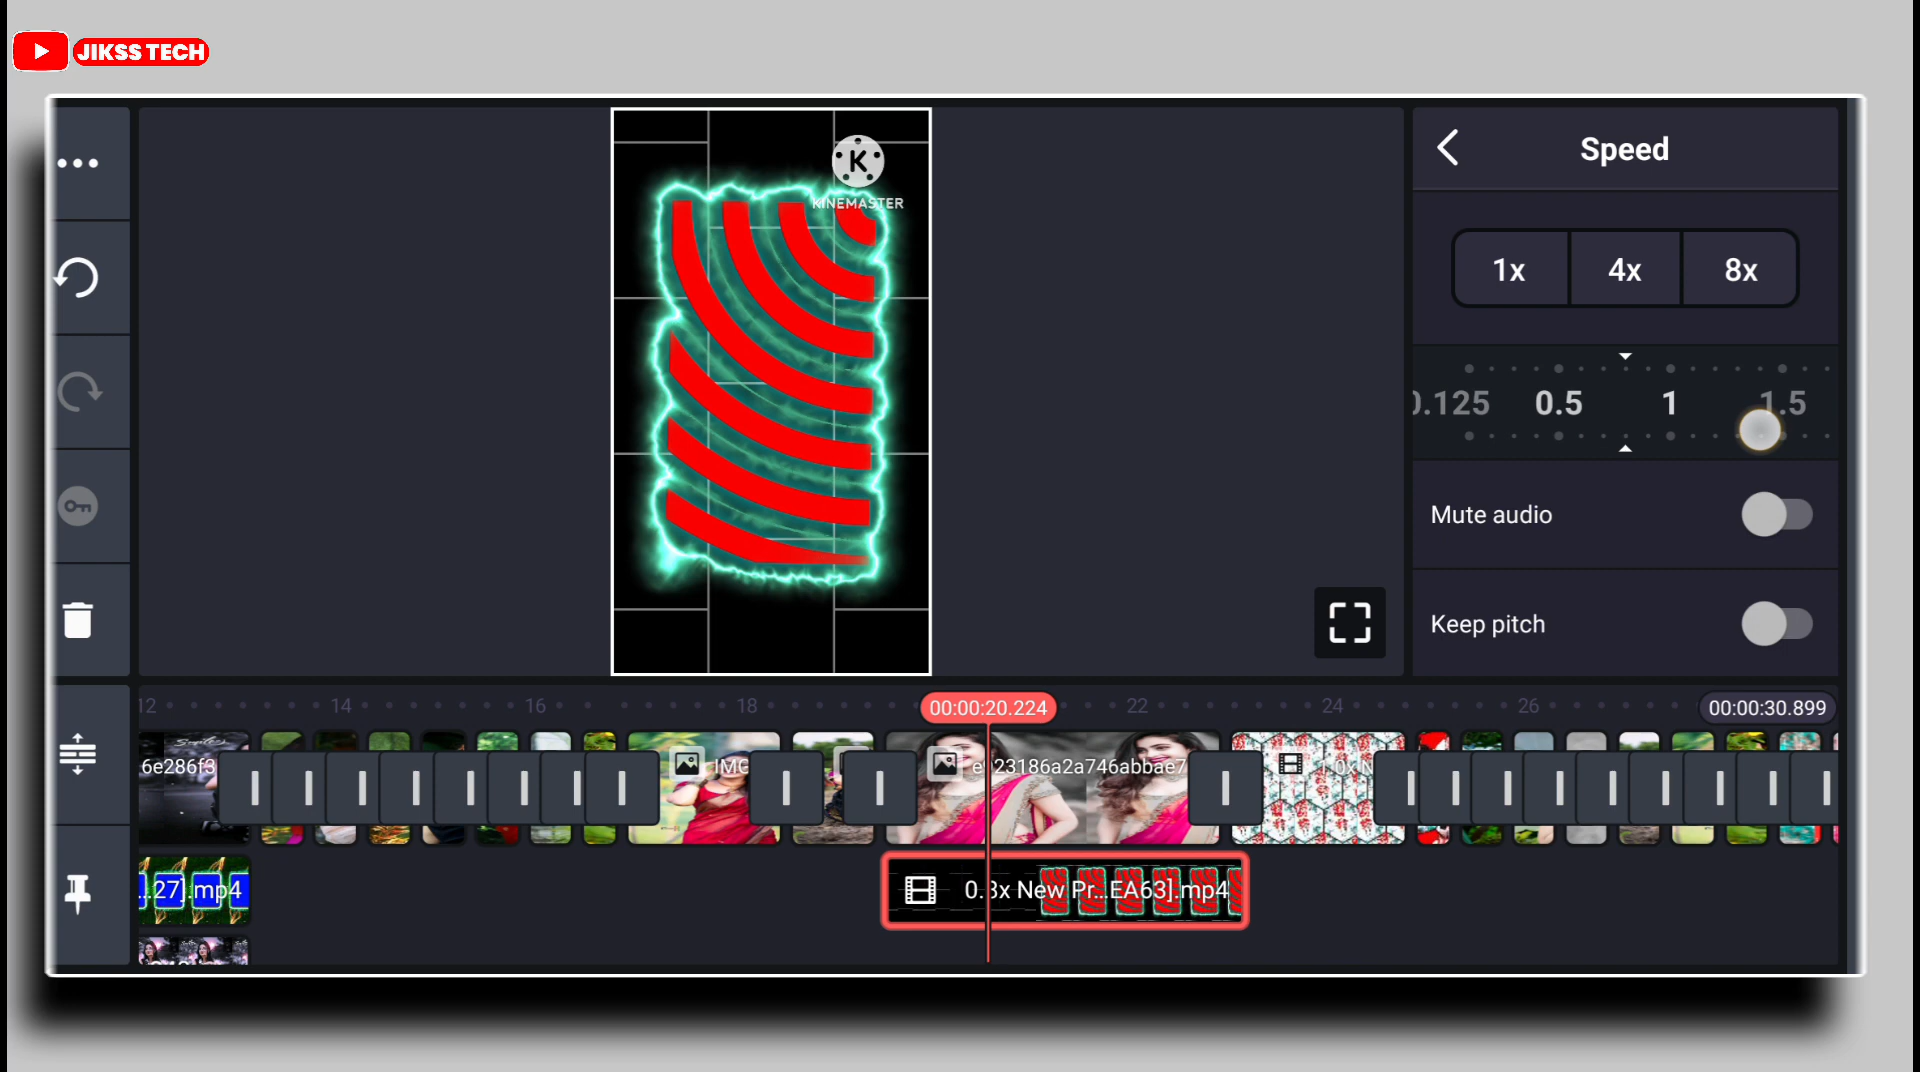 JIKSS TECH
KINEMASTER
Speed
1x 4x 8x
0.125 0.5 1 1.5
Mute audio
Keep pitch
12 14 16 18 00:00:20.224 22 24 26 00:00:30.899
6e286f3
IMG
e923186a2a746abbae7
...27].mp4
0.8x New Pr...EA63].mp4